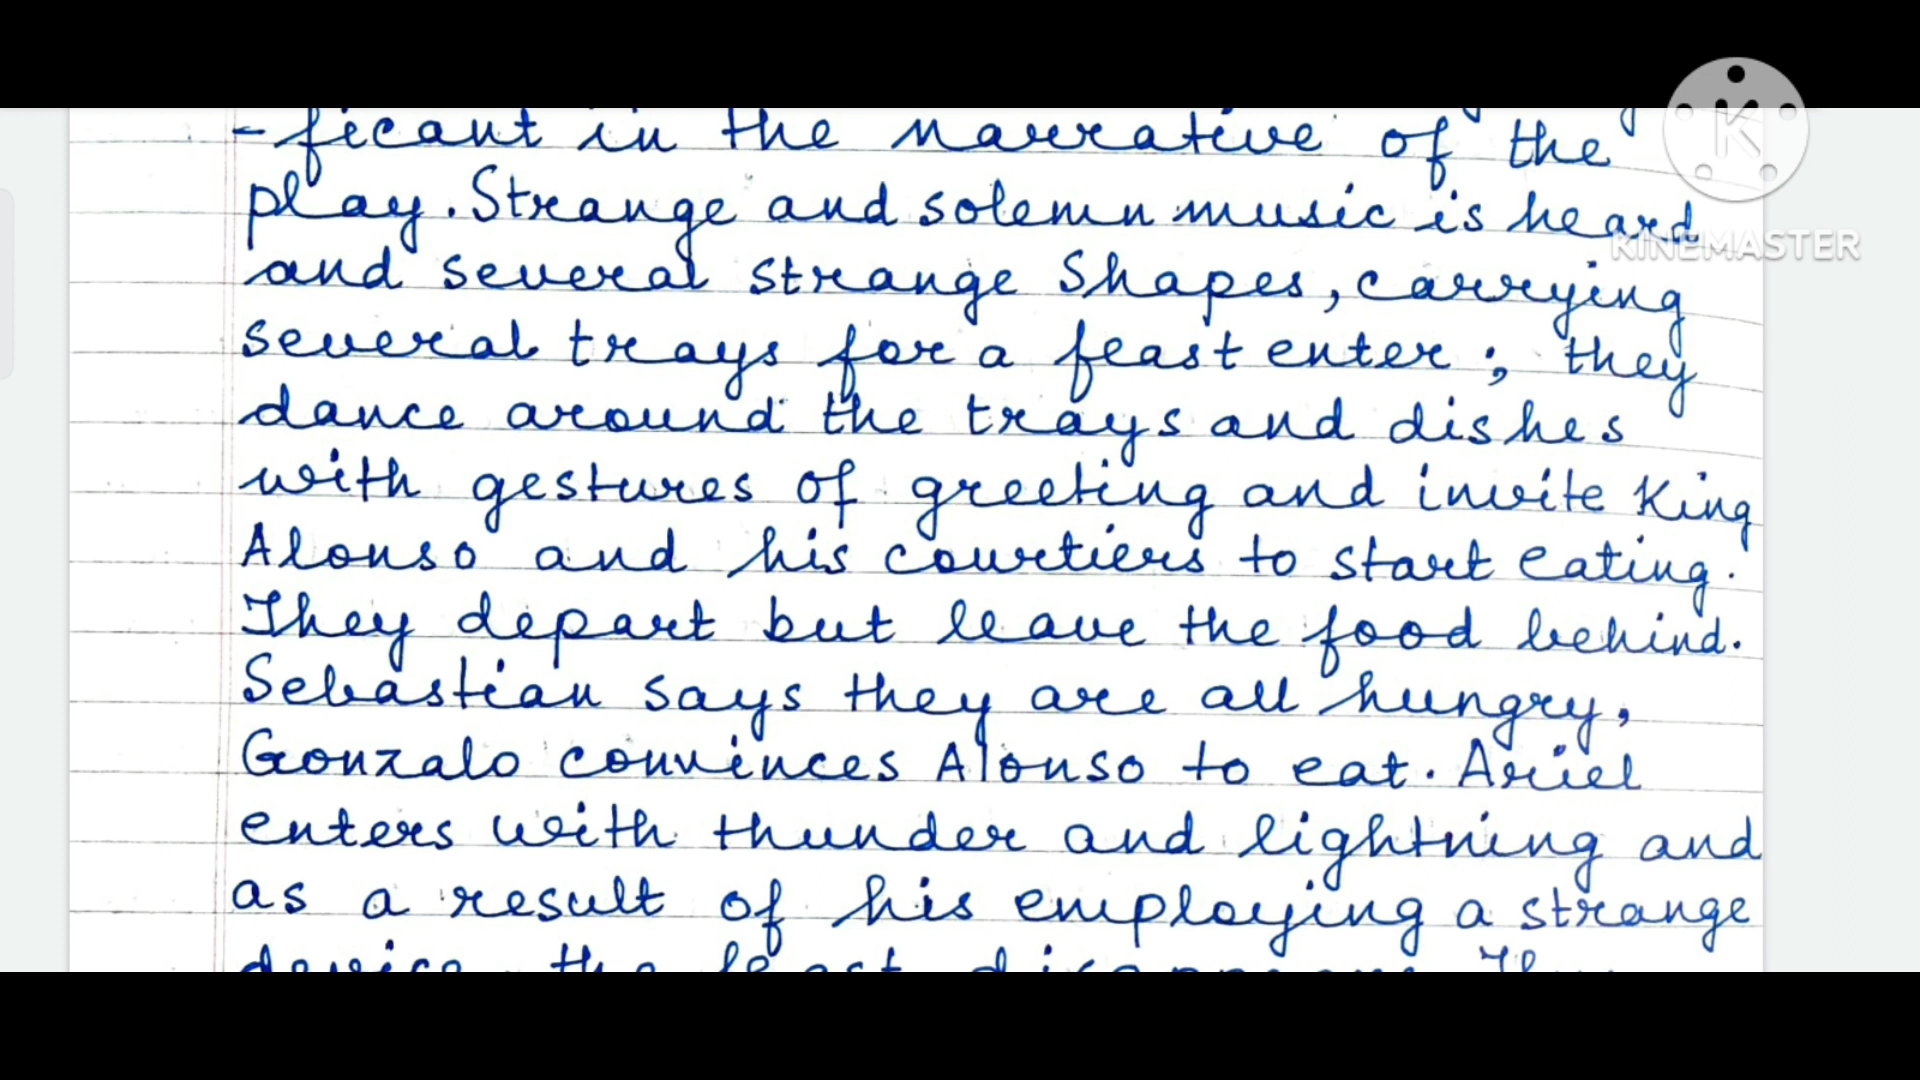 -ficant in the narrative of the
play. Strange and solemn music is heard
and several strange Shapes, carrying
several trays for a feast enter; they
dance around the trays and dishes
with gestures of greeting and invite King
Alonso and his courtiers to start eating.
They depart but leave the food behind.
Sebastian says they are all hungry,
Gonzalo convinces Alonso to eat. Ariel
enters with thunder and lightning and
as a result of his employing a strange
device, the feast disappears.
K
KINEMASTER